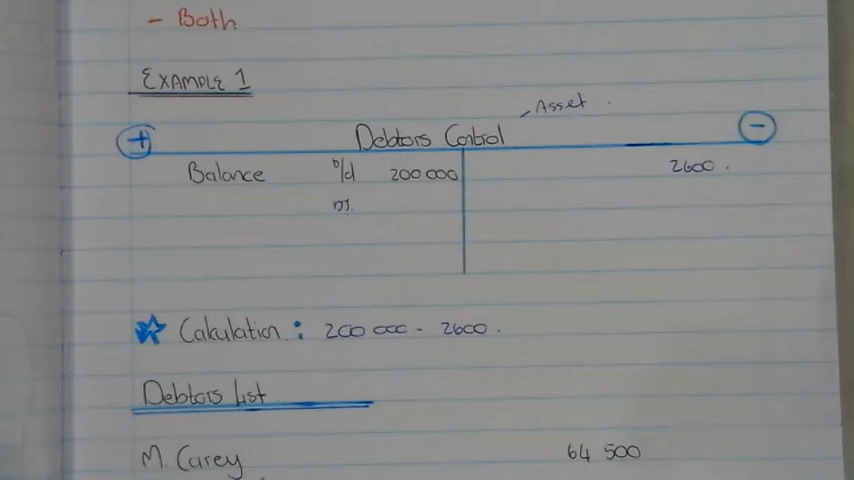 - Both
EXAMPLE 1
Asset
+ Debtors Control -
Balance b/d 200 000 2600
DJ
Calculation : 200 000 - 2600.
Debtors List
M. Carey 64 500